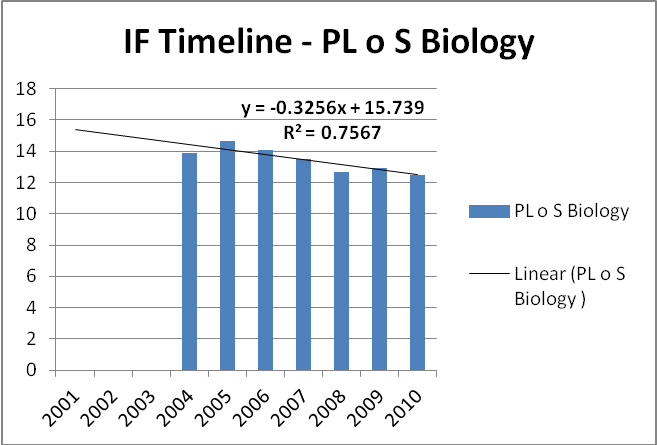 IF Timeline - PL o S Biology
y = -0.3256x + 15.739
R² = 0.7567
18
16
14
12
10
8
6
4
2
0
2001 2002 2003 2004 2005 2006 2007 2008 2009 2010
PL o S Biology
Linear (PL o S
Biology )